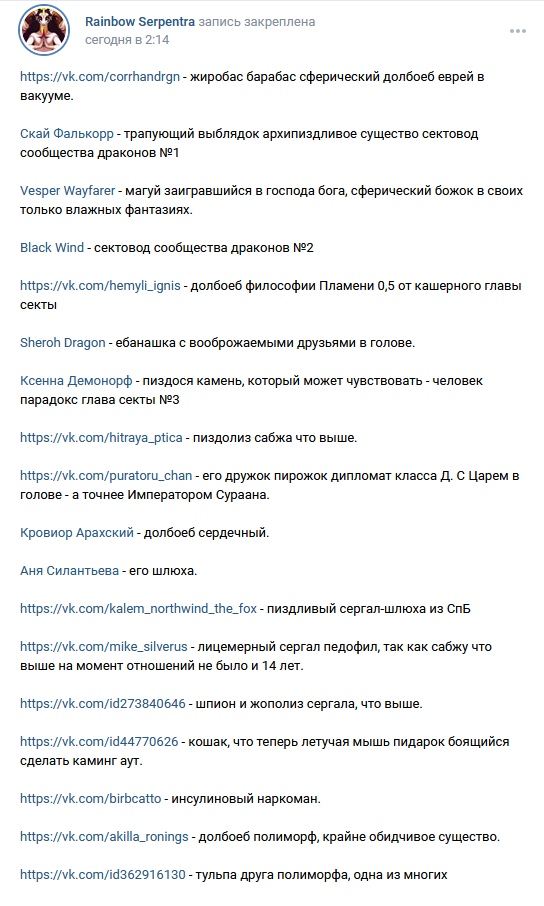 Rainbow Serpentra запись закреплена
сегодня в 2:14
https://vk.com/corrhandrgn - жиробас барабас сферический долбоеб еврей в
вакууме.
Скай Фалькорр - трапующий выблядок архипиздливое существо сектовод
сообщества драконов №1
Vesper Wayfarer - магуй заигравшийся в господа бога, сферический божок в своих
только влажных фантазиях.
Black Wind - сектовод сообщества драконов №2
https://vk.com/hemyli_ignis - долбоеб философии Пламени 0,5 от кашерного главы
секты
Sheroh Dragon - ебанашка с вооброжаемыми друзьями в голове.
Ксенна Демонорф - пиздося камень, который может чувствовать - человек
парадокс глава секты №3
https://vk.com/hitraya_ptica - пиздолиз сабжа что выше.
https://vk.com/puratoru_chan - его дружок пирожок дипломат класса Д. С Царем в
голове - а точнее Императором Сураана.
Кровиор Арахский - долбоеб сердечный.
Аня Силантьева - его шлюха.
https://vk.com/kalem_northwind_the_fox - пиздливый сергал-шлюха из СпБ
https://vk.com/mike_silverus - лицемерный сергал педофил, так как сабжу что
выше на момент отношений не было и 14 лет.
https://vk.com/id273840646 - шпион и жополиз сергала, что выше.
https://vk.com/id44770626 - кошак, что теперь летучая мышь пидарок боящийся
сделать каминг аут.
https://vk.com/birbcatto - инсулиновый наркоман.
https://vk.com/akilla_ronings - долбоеб полиморф, крайне обидчивое существо.
https://vk.com/id362916130 - тульпа друга полиморфа, одна из многих